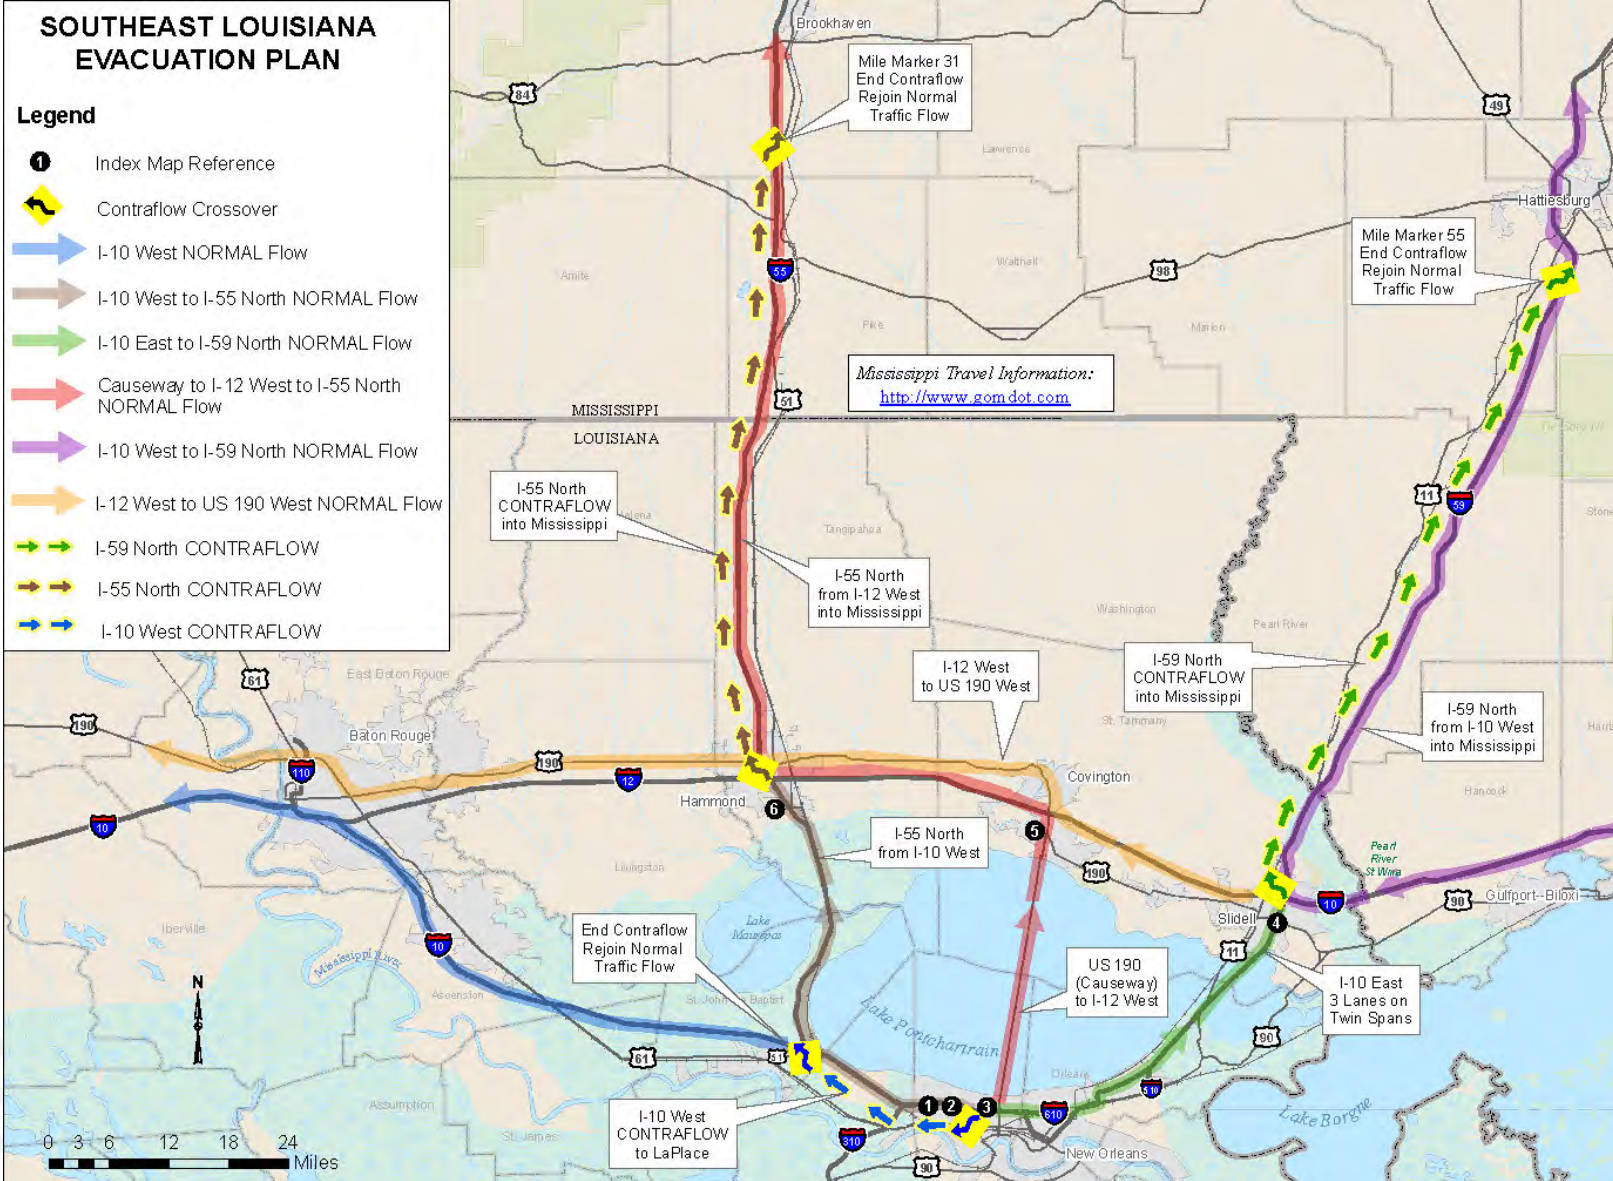 SOUTHEAST LOUISIANA
EVACUATION PLAN
Legend
1 Index Map Reference
Contraflow Crossover
I-10 West NORMAL Flow
I-10 West to I-55 North NORMAL Flow
I-10 East to I-59 North NORMAL Flow
Causeway to I-12 West to I-55 North
NORMAL Flow
I-10 West to I-59 North NORMAL Flow
I-12 West to US 190 West NORMAL Flow
I-59 North CONTRAFLOW
I-55 North CONTRAFLOW
I-10 West CONTRAFLOW
Brookhaven
Mile Marker 31
End Contraflow
Rejoin Normal
Traffic Flow
84
49
Lawrence
Hattiesburg
Mile Marker 55
End Contraflow
Rejoin Normal
Traffic Flow
55
98
Amite
Walthall
Pike
Marion
Mississippi Travel Information:
http://www.gomdot.com
51
MISSISSIPPI
LOUISIANA
I-55 North
CONTRAFLOW
into Mississippi
11
59
Stone
Tangipahoa
I-55 North
from I-12 West
into Mississippi
Washington
Pearl River
I-12 West
to US 190 West
I-59 North
CONTRAFLOW
into Mississippi
I-59 North
from I-10 West
into Mississippi
61
East Baton Rouge
St. Tammany
190
Baton Rouge
110
190
12
Covington
Hancock
Hammond
6
10
5
I-55 North
from I-10 West
Livingston
Pearl
River
St Wma
190
10
90
Gulfport--Biloxi
Slidell
4
Iberville
10
Lake
Maurepas
End Contraflow
Rejoin Normal
Traffic Flow
11
Mississippi River
US 190
(Causeway)
to I-12 West
I-10 East
3 Lanes on
Twin Spans
N
Ascension
St. John the Baptist
Lake Pontchartrain
90
61
51
Orleans
510
Assumption
I-10 West
CONTRAFLOW
to LaPlace
1
2
3
610
Lake Borgne
St. James
310
New Orleans
90
0 3 6 12 18 24
Miles